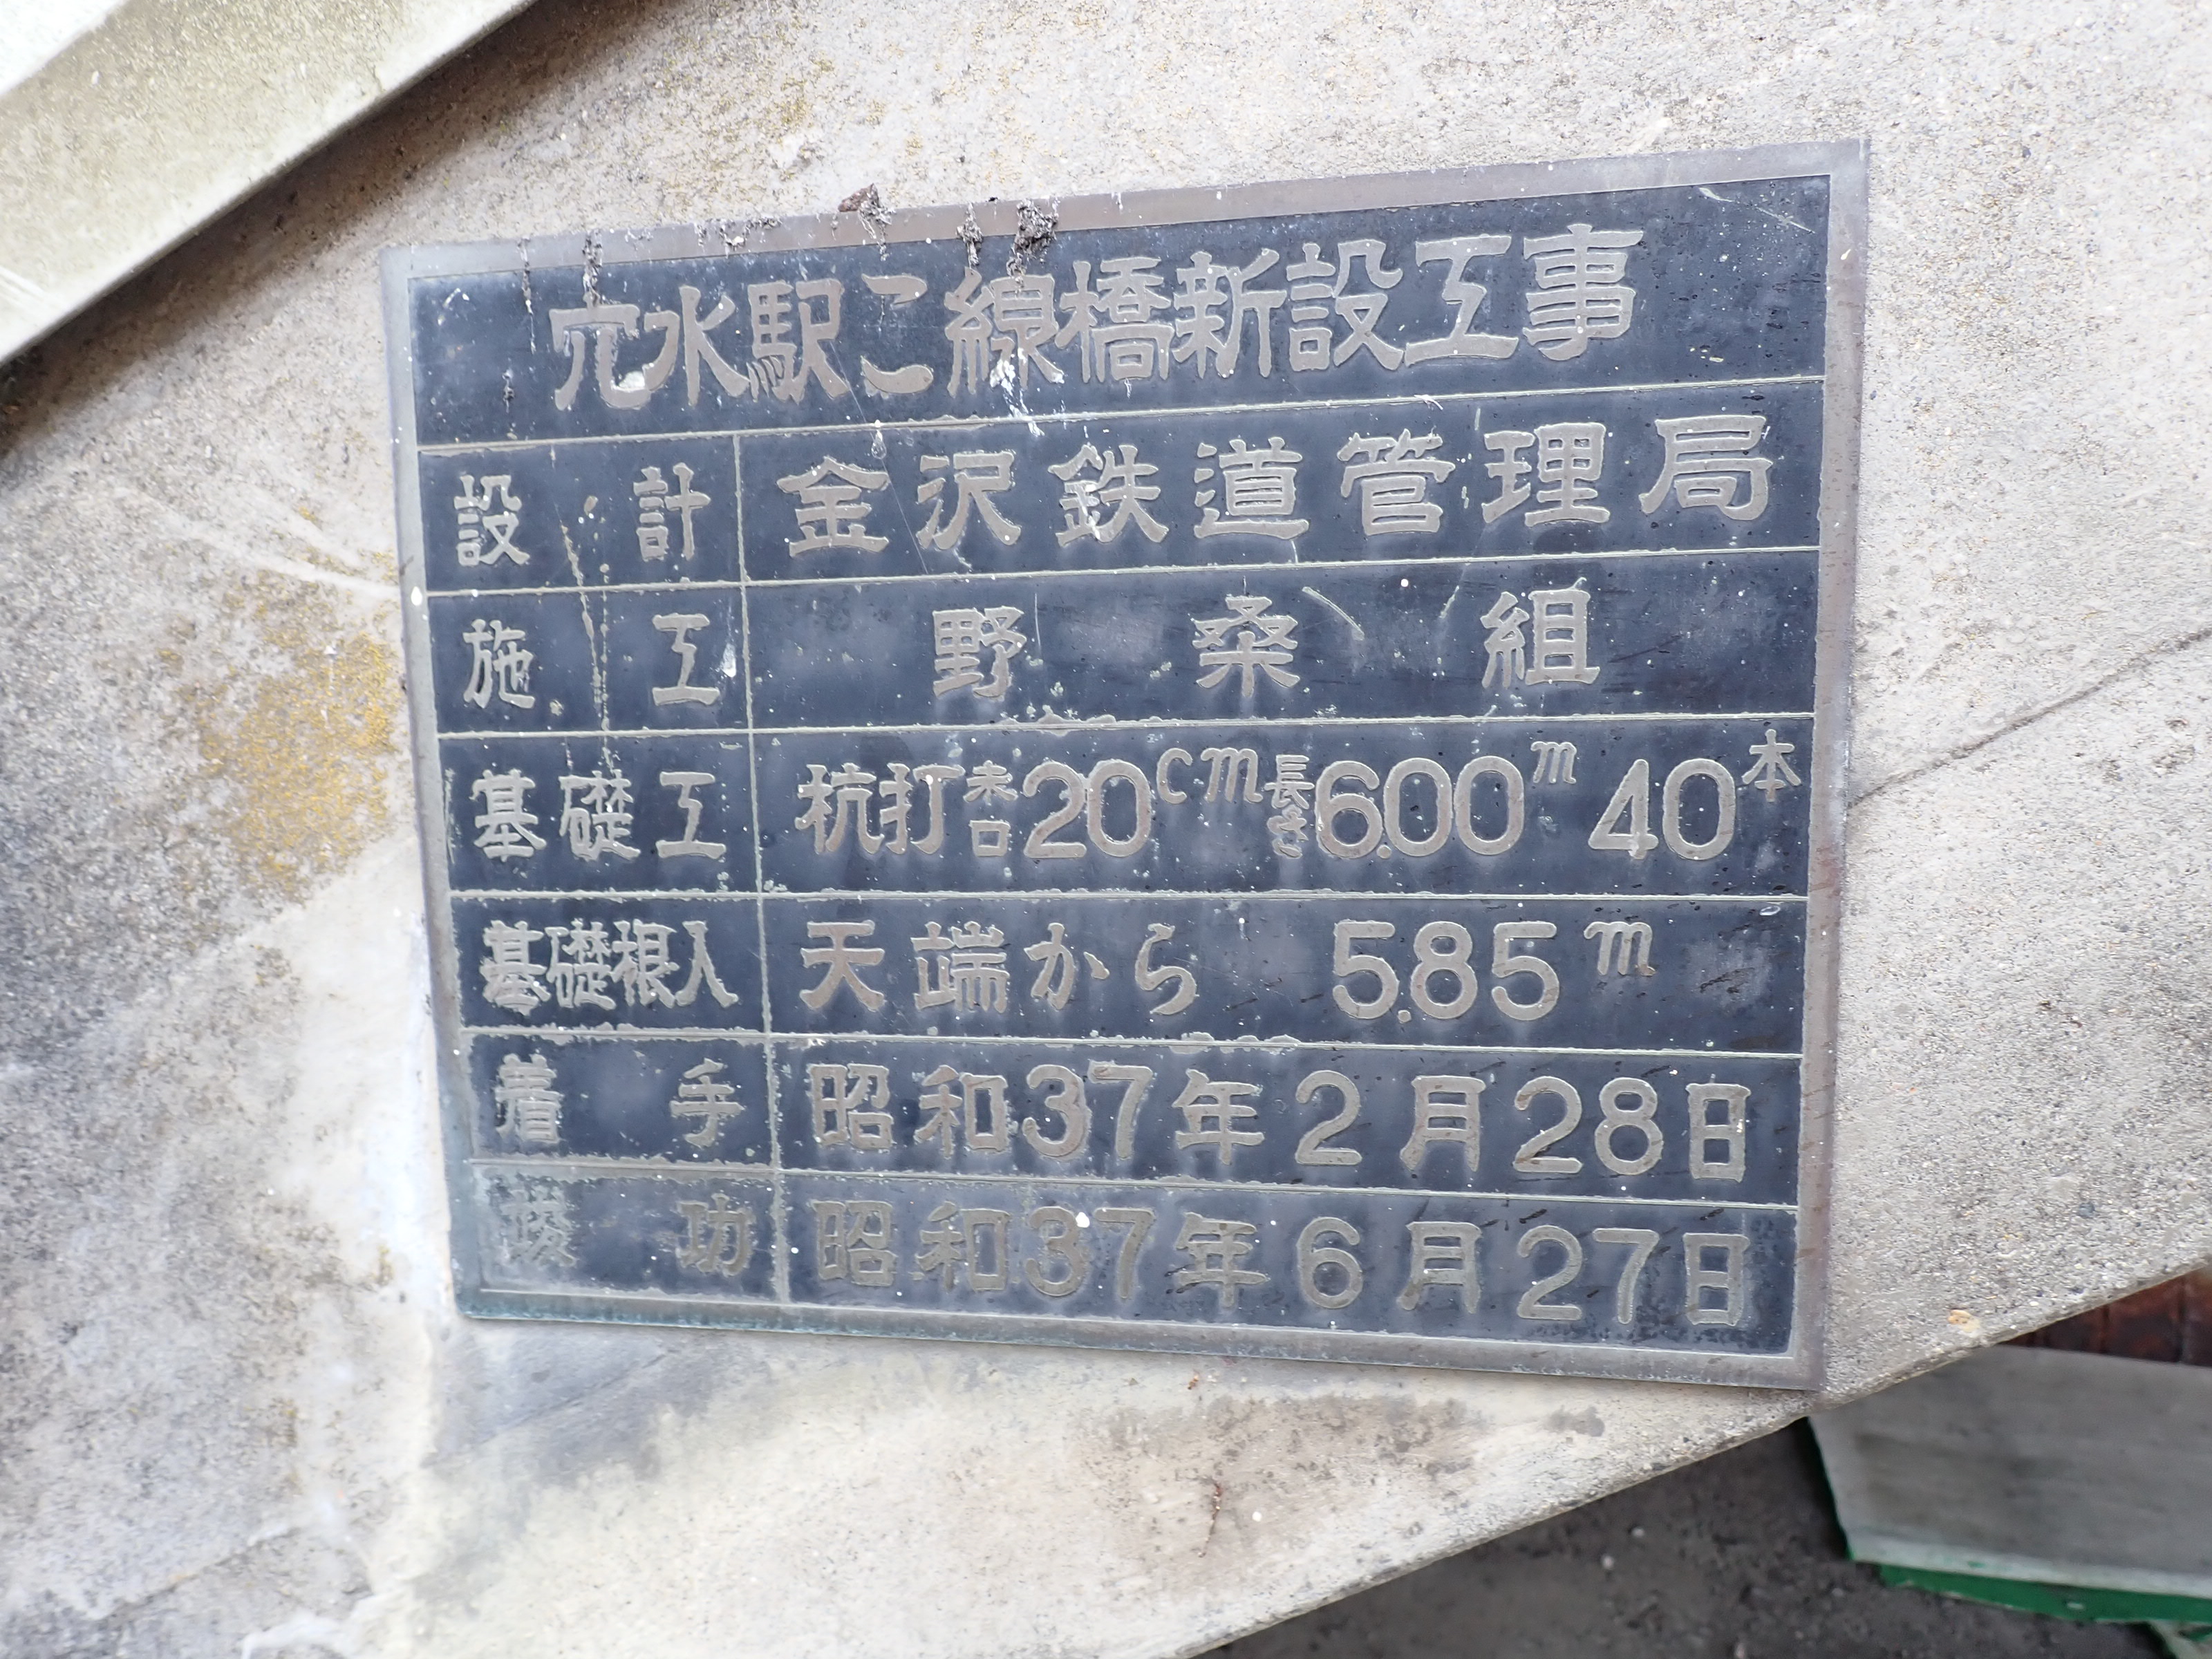 穴水駅こ線橋新設工事
設計 金沢鉄道管理局
施工 野桑組
基礎工 杭打末口20cm長さ6.00m 40本
基礎根入 天端から 5.85m
着手 昭和37年2月28日
竣功 昭和37年6月27日